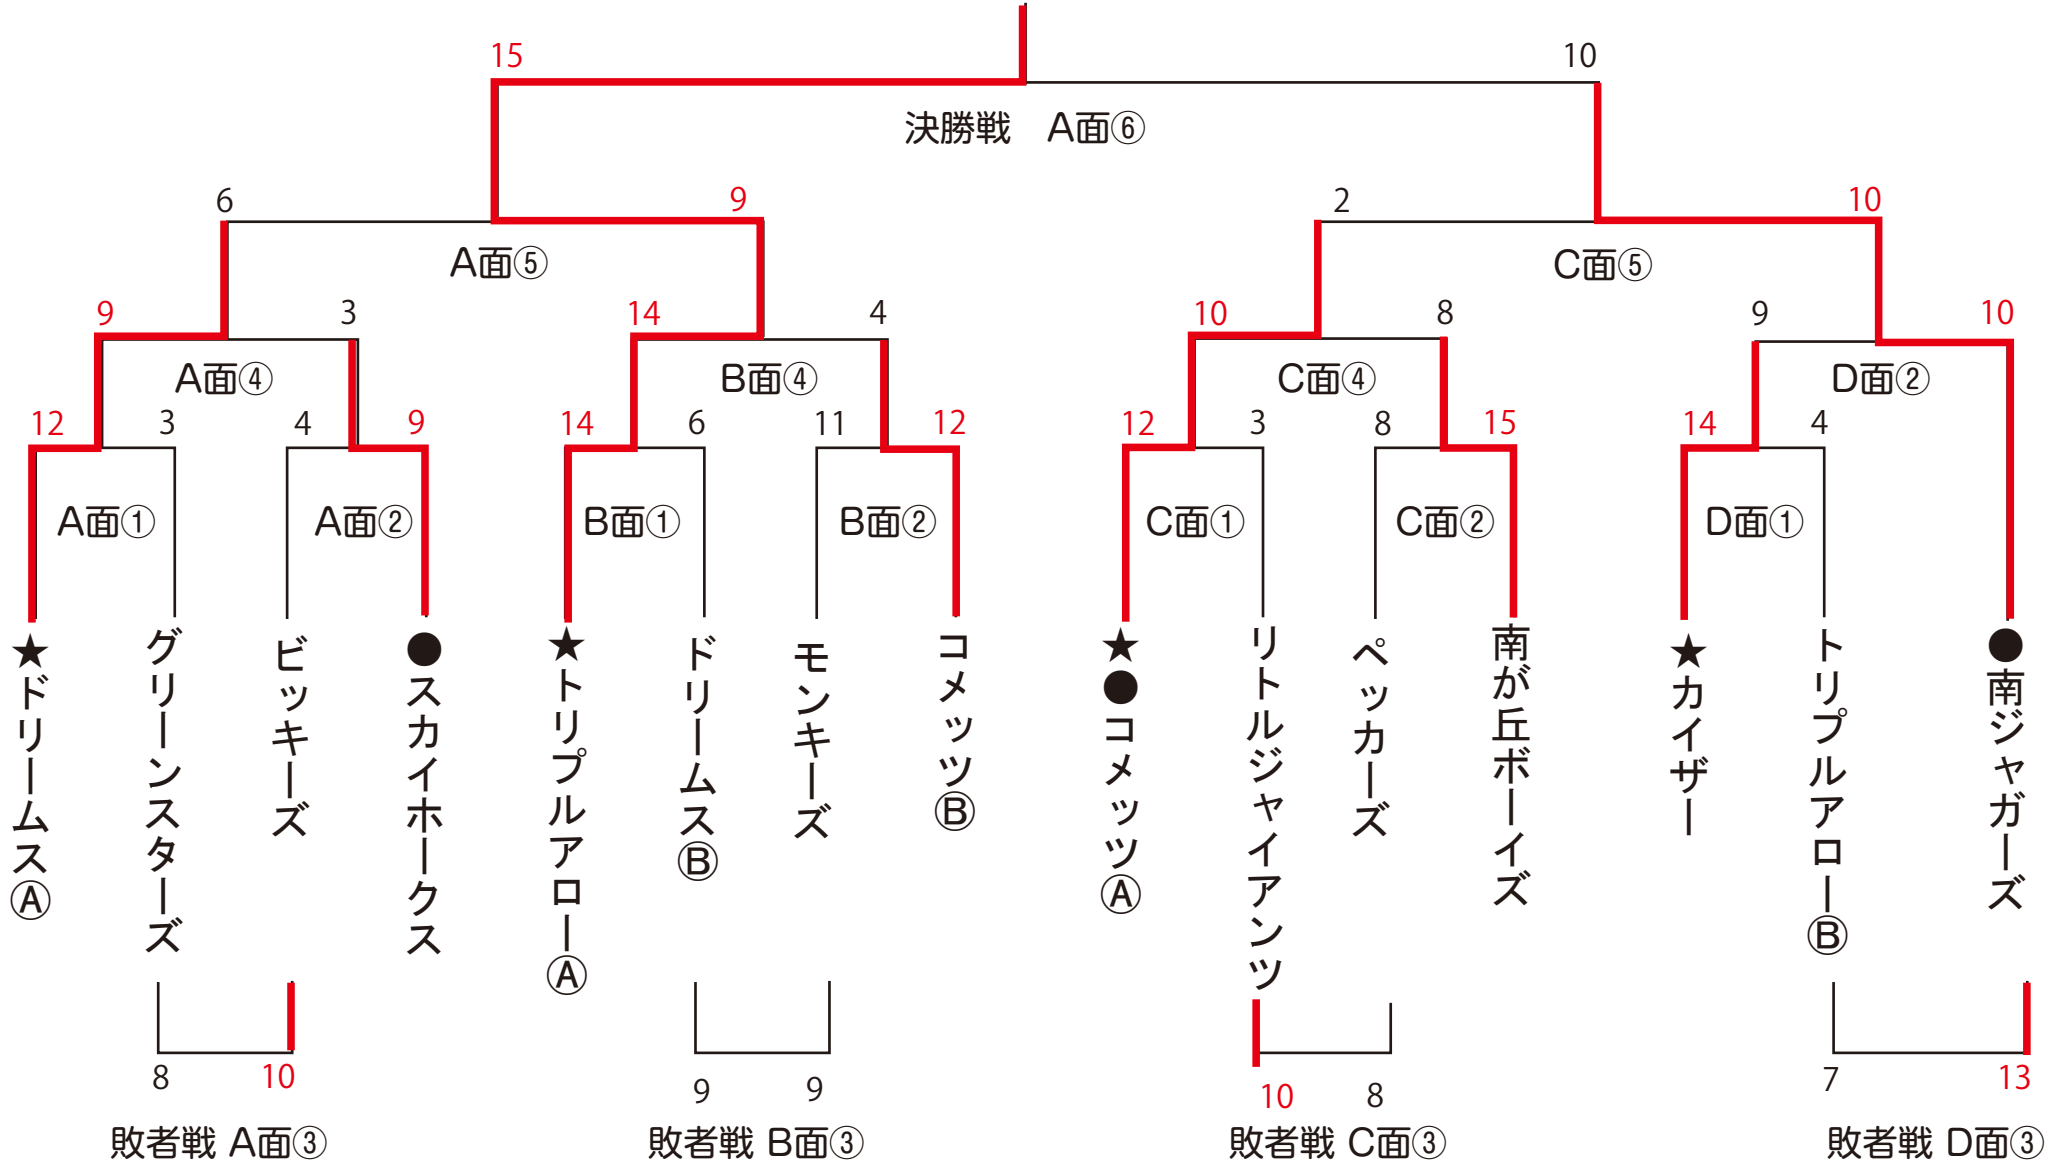 15
10
決勝戦　A面⑥
6
9
2
10
A面⑤
C面⑤
9
3
14
4
10
8
9
10
A面④
B面④
C面④
D面②
12
3
4
9
14
6
11
12
12
3
8
15
14
4
A面①
A面②
B面①
B面②
C面①
C面②
D面①
★ドリームスⒶ
グリーンスターズ
ビッキーズ
●スカイホークス
★トリプルアローⒶ
ドリームスⒷ
モンキーズ
コメッツⒷ
★●コメッツⒶ
リトルジャイアンツ
ペッカーズ
南が丘ボーイズ
★カイザー
トリプルアローⒷ
●南ジャガーズ
8
10
9
9
10
8
7
13
敗者戦 A面③
敗者戦 B面③
敗者戦 C面③
敗者戦 D面③